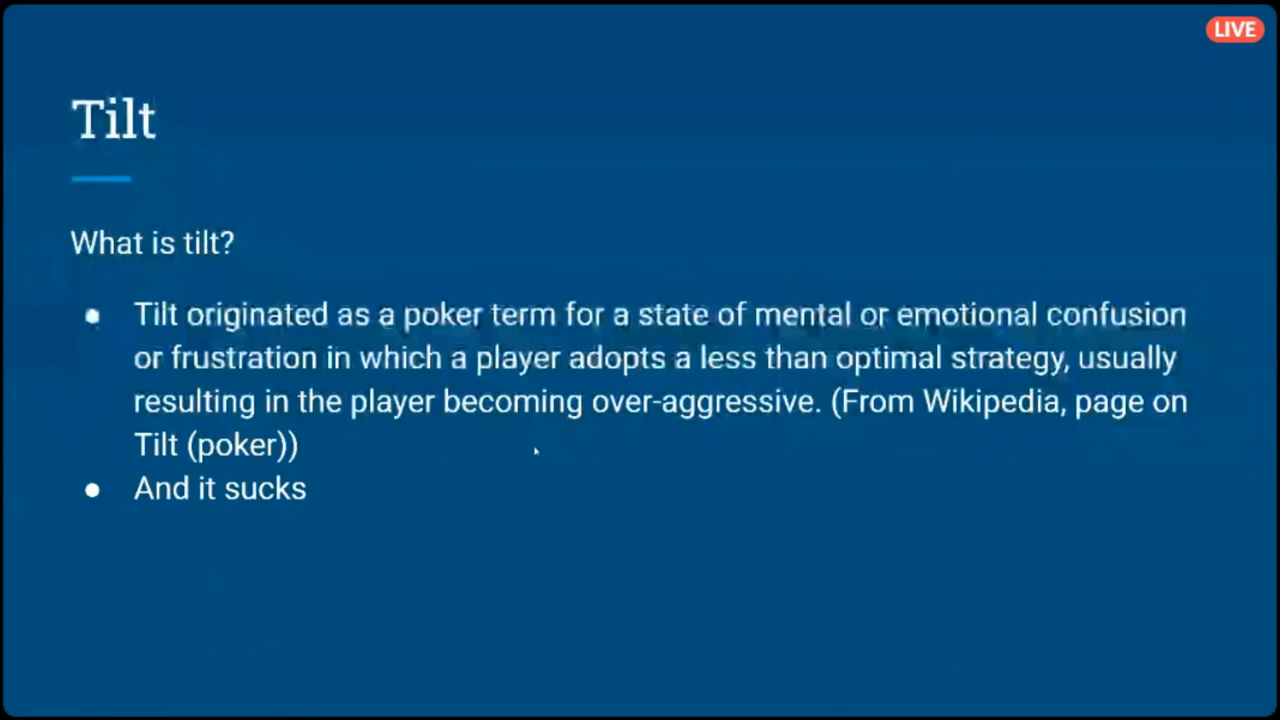 LIVE
Tilt
What is tilt?
● Tilt originated as a poker term for a state of mental or emotional confusion
or frustration in which a player adopts a less than optimal strategy, usually
resulting in the player becoming over-aggressive. (From Wikipedia, page on
Tilt (poker))
● And it sucks